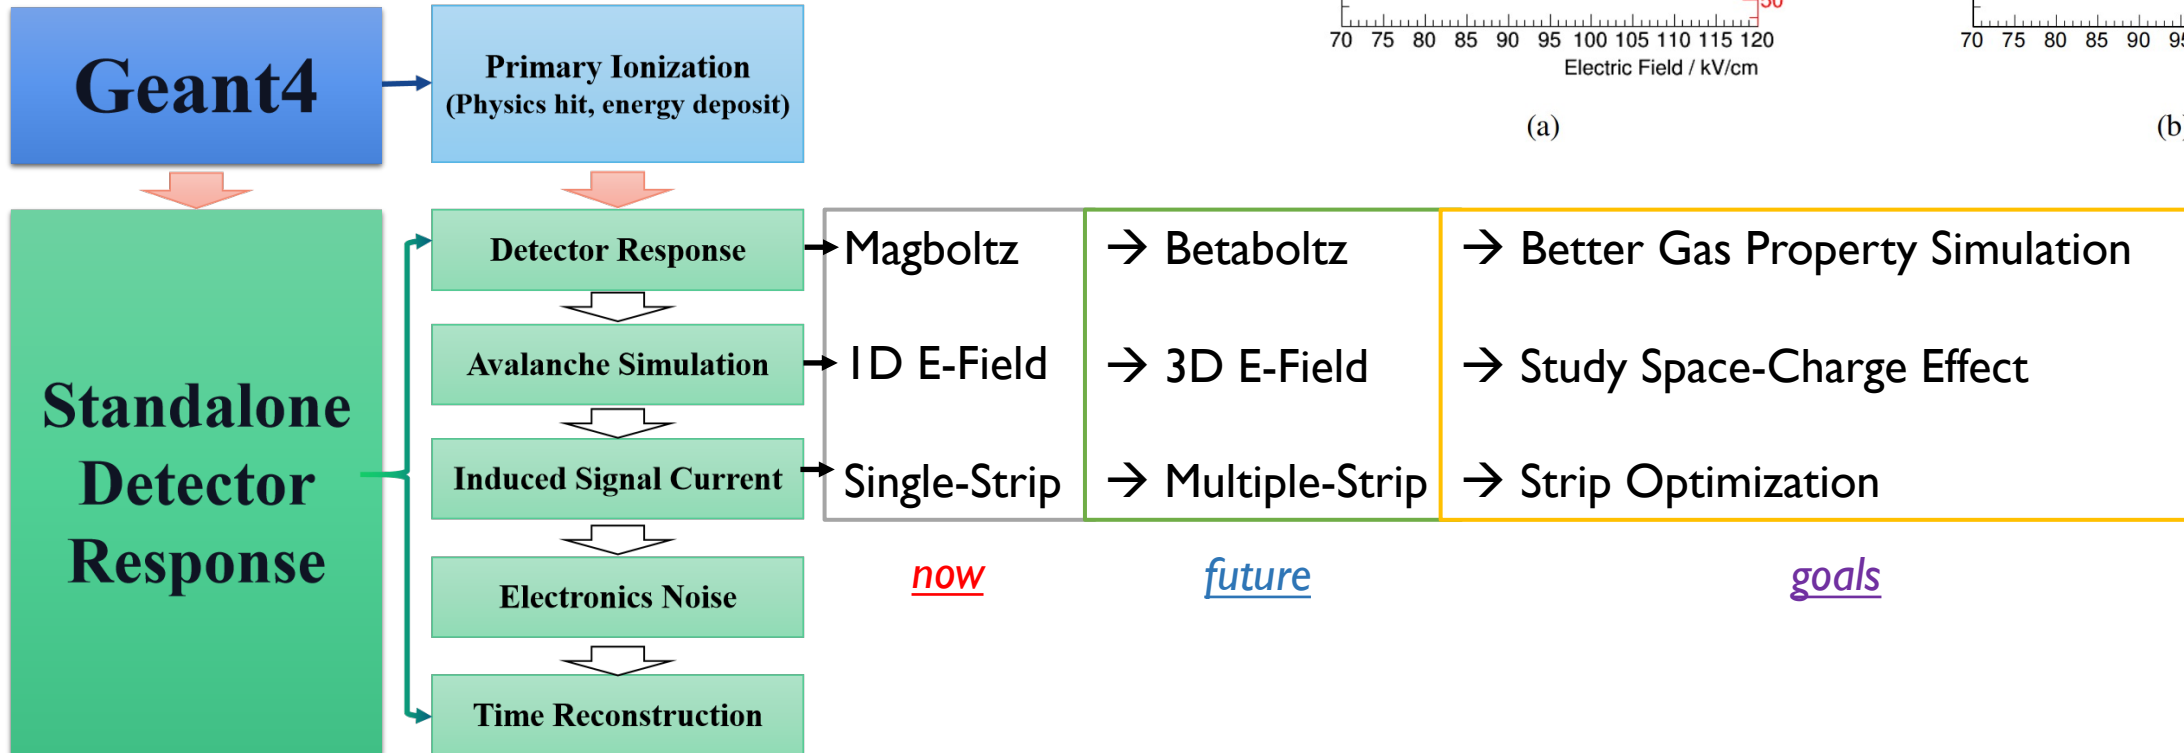 50
70 75 80 85 90 95 100 105 110 115 120
Electric Field / kV/cm
(a)
70 75 80 85 90
(b
Geant4
Primary Ionization
(Physics hit, energy deposit)
Standalone
Detector
Response
Detector Response
Avalanche Simulation
Induced Signal Current
Electronics Noise
Time Reconstruction
Magboltz → Betaboltz → Better Gas Property Simulation
1D E-Field → 3D E-Field → Study Space-Charge Effect
Single-Strip → Multiple-Strip → Strip Optimization
now future goals